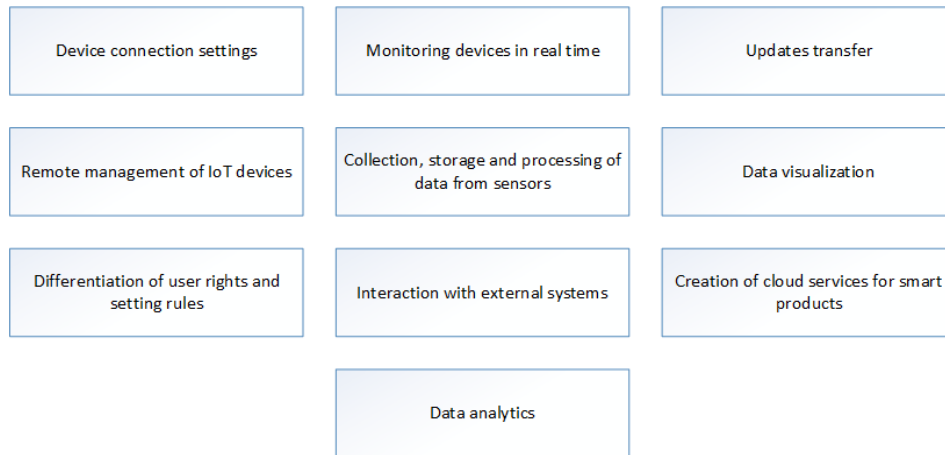 Device connection settings
Monitoring devices in real time
Updates transfer
Remote management of IoT devices
Collection, storage and processing of
data from sensors
Data visualization
Differentiation of user rights and
setting rules
Interaction with external systems
Creation of cloud services for smart
products
Data analytics